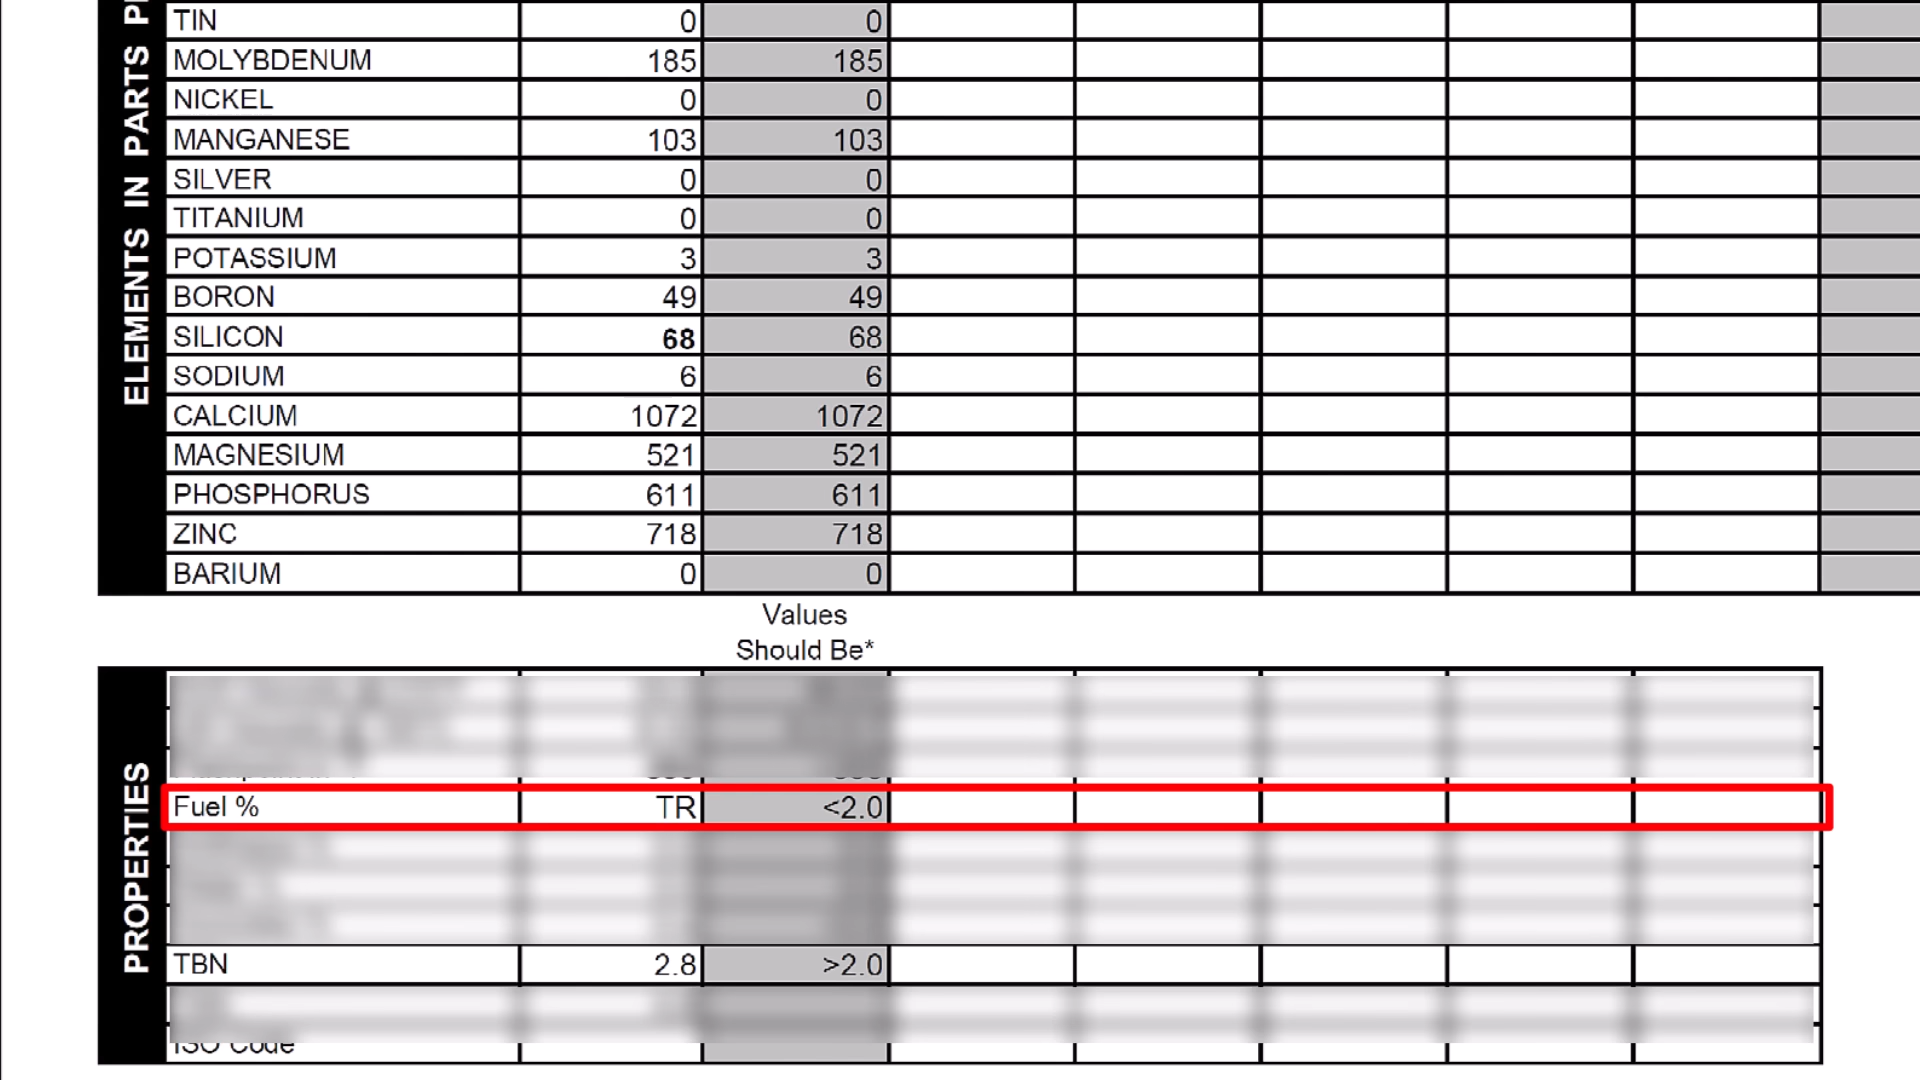 ELEMENTS IN PARTS P
TIN 0 0
MOLYBDENUM 185 185
NICKEL 0 0
MANGANESE 103 103
SILVER 0 0
TITANIUM 0 0
POTASSIUM 3 3
BORON 49 49
SILICON 68 68
SODIUM 6 6
CALCIUM 1072 1072
MAGNESIUM 521 521
PHOSPHORUS 611 611
ZINC 718 718
BARIUM 0 0
Values
Should Be*
PROPERTIES
Fuel % TR <2.0
TBN 2.8 >2.0
ISO Code